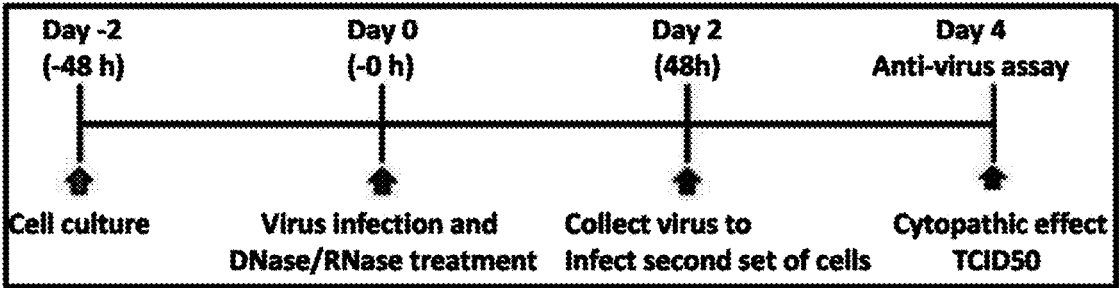 Day -2
(-48 h)
Day 0
(-0 h)
Day 2
(48h)
Day 4
Anti-virus assay
Cell culture
Virus infection and
DNase/RNase treatment
Collect virus to
Infect second set of cells
Cytopathic effect
TCID50